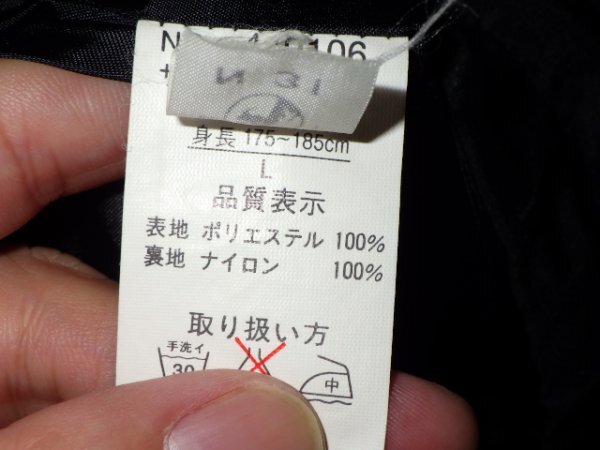 身長 175~185cm
L
品質表示
表地 ポリエステル 100%
裏地 ナイロン 100%
取り扱い方
手洗イ
30
中